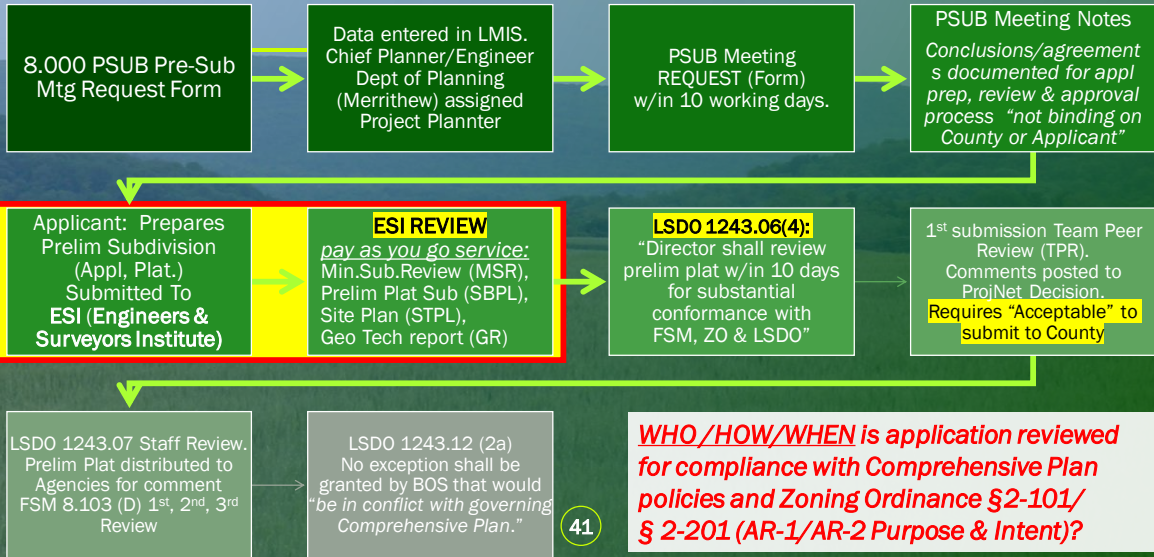 8.000 PSUB Pre-Sub
Mtg Request Form
Data entered in LMIS.
Chief Planner/Engineer
Dept of Planning
(Merrithew) assigned
Project Plannter
PSUB Meeting
REQUEST (Form)
w/in 10 working days.
PSUB Meeting Notes
Conclusions/agreement
s documented for appl
prep, review & approval
process “not binding on
County or Applicant”
Applicant: Prepares
Prelim Subdivision
(Appl, Plat.)
Submitted To
ESI (Engineers &
Surveyors Institute)
ESI REVIEW
pay as you go service:
Min.Sub.Review (MSR),
Prelim Plat Sub (SBPL),
Site Plan (STPL),
Geo Tech report (GR)
LSDO 1243.06(4):
“Director shall review
prelim plat w/in 10 days
for substantial
conformance with
FSM, ZO & LSDO”
1st submission Team Peer
Review (TPR).
Comments posted to
ProjNet Decision.
Requires “Acceptable” to
submit to County
LSDO 1243.07 Staff Review.
Prelim Plat distributed to
Agencies for comment
FSM 8.103 (D) 1st, 2nd, 3rd
Review
LSDO 1243.12 (2a)
No exception shall be
granted by BOS that would
“be in conflict with governing
Comprehensive Plan.”
41
WHO/HOW/WHEN is application reviewed
for compliance with Comprehensive Plan
policies and Zoning Ordinance §2-101/
§ 2-201 (AR-1/AR-2 Purpose & Intent)?